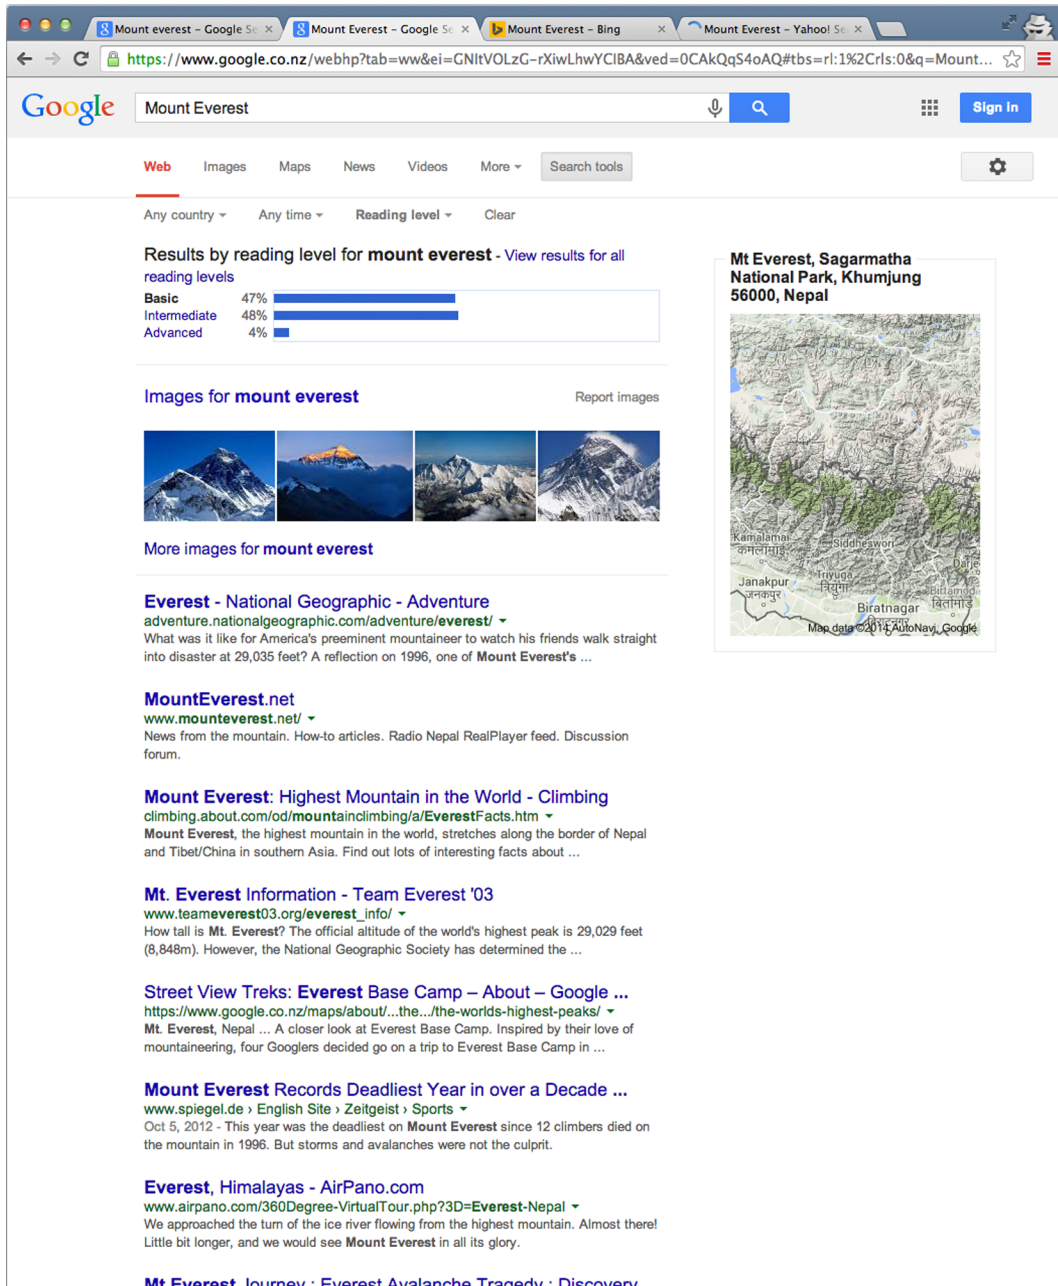 Mount everest – Google Se
Mount Everest – Google Se
Mount Everest – Bing
Mount Everest – Yahoo! Se
https://www.google.co.nz/webhp?tab=ww&ei=GNItVOLzG-rXiwLhwYCIBA&ved=0CAkQqS4oAQ#tbs=rl:1%2Crls:0&q=Mount...
Google
Mount Everest
Sign in
Web Images Maps News Videos More Search tools
Any country Any time Reading level Clear
Results by reading level for mount everest - View results for all
reading levels
Basic 47%
Intermediate 48%
Advanced 4%
Images for mount everest Report images
More images for mount everest
Everest - National Geographic - Adventure
adventure.nationalgeographic.com/adventure/everest/
What was it like for America's preeminent mountaineer to watch his friends walk straight
into disaster at 29,035 feet? A reflection on 1996, one of Mount Everest's ...
MountEverest.net
www.mounteverest.net/
News from the mountain. How-to articles. Radio Nepal RealPlayer feed. Discussion
forum.
Mount Everest: Highest Mountain in the World - Climbing
climbing.about.com/od/mountainclimbing/a/EverestFacts.htm
Mount Everest, the highest mountain in the world, stretches along the border of Nepal
and Tibet/China in southern Asia. Find out lots of interesting facts about ...
Mt. Everest Information - Team Everest '03
www.teameverest03.org/everest_info/
How tall is Mt. Everest? The official altitude of the world's highest peak is 29,029 feet
(8,848m). However, the National Geographic Society has determined the ...
Street View Treks: Everest Base Camp – About – Google ...
https://www.google.co.nz/maps/about/...the.../the-worlds-highest-peaks/
Mt. Everest, Nepal ... A closer look at Everest Base Camp. Inspired by their love of
mountaineering, four Googlers decided go on a trip to Everest Base Camp in ...
Mount Everest Records Deadliest Year in over a Decade ...
www.spiegel.de › English Site › Zeitgeist › Sports
Oct 5, 2012 - This year was the deadliest on Mount Everest since 12 climbers died on
the mountain in 1996. But storms and avalanches were not the culprit.
Everest, Himalayas - AirPano.com
www.airpano.com/360Degree-VirtualTour.php?3D=Everest-Nepal
We approached the turn of the ice river flowing from the highest mountain. Almost there!
Little bit longer, and we would see Mount Everest in all its glory.
Mt Everest Journey : Everest Avalanche Tragedy : Discovery
Mt Everest, Sagarmatha
National Park, Khumjung
56000, Nepal
Kamalamai
कमलामाई
Siddheswori
Darje
Triyuga
त्रियुगा
Janakpur
जनकपुर
Birtamod
बिर्तामोड
Biratnagar
बिराटनगर
Map data ©2014 AutoNavi, Google